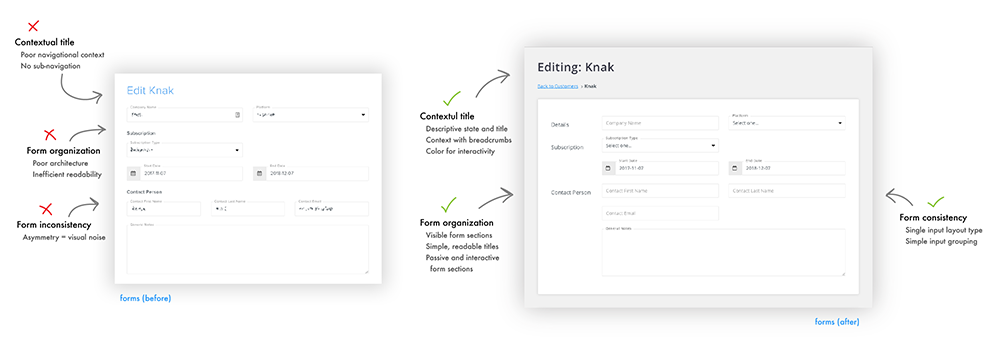 Contextual title
Poor navigational context
No sub-navigation
Form organization
Poor architecture
Inefficient readability
Form inconsistency
Asymmetry = visual noise
Edit Knak
Company Name
Platform
Subscription
Subscription Type
Start Date
End Date
2017-11-07
2018-12-07
Contact Person
Contact First Name
Contact Last Name
Contact Email
General Notes
forms (before)
Contextul title
Descriptive state and title
Context with breadcrumbs
Color for interactivity
Form organization
Visible form sections
Simple, readable titles
Passive and interactive
form sections
Editing: Knak
Back to Customers › Knak
Details
Company Name
Platform
Select one...
Subscription
Subscription Type
Select one...
Start Date
End Date
2017-11-07
2018-12-07
Contact Person
Contact First Name
Contact Last Name
Contact Email
General Notes
Form consistency
Single input layout type
Simple input grouping
forms (after)